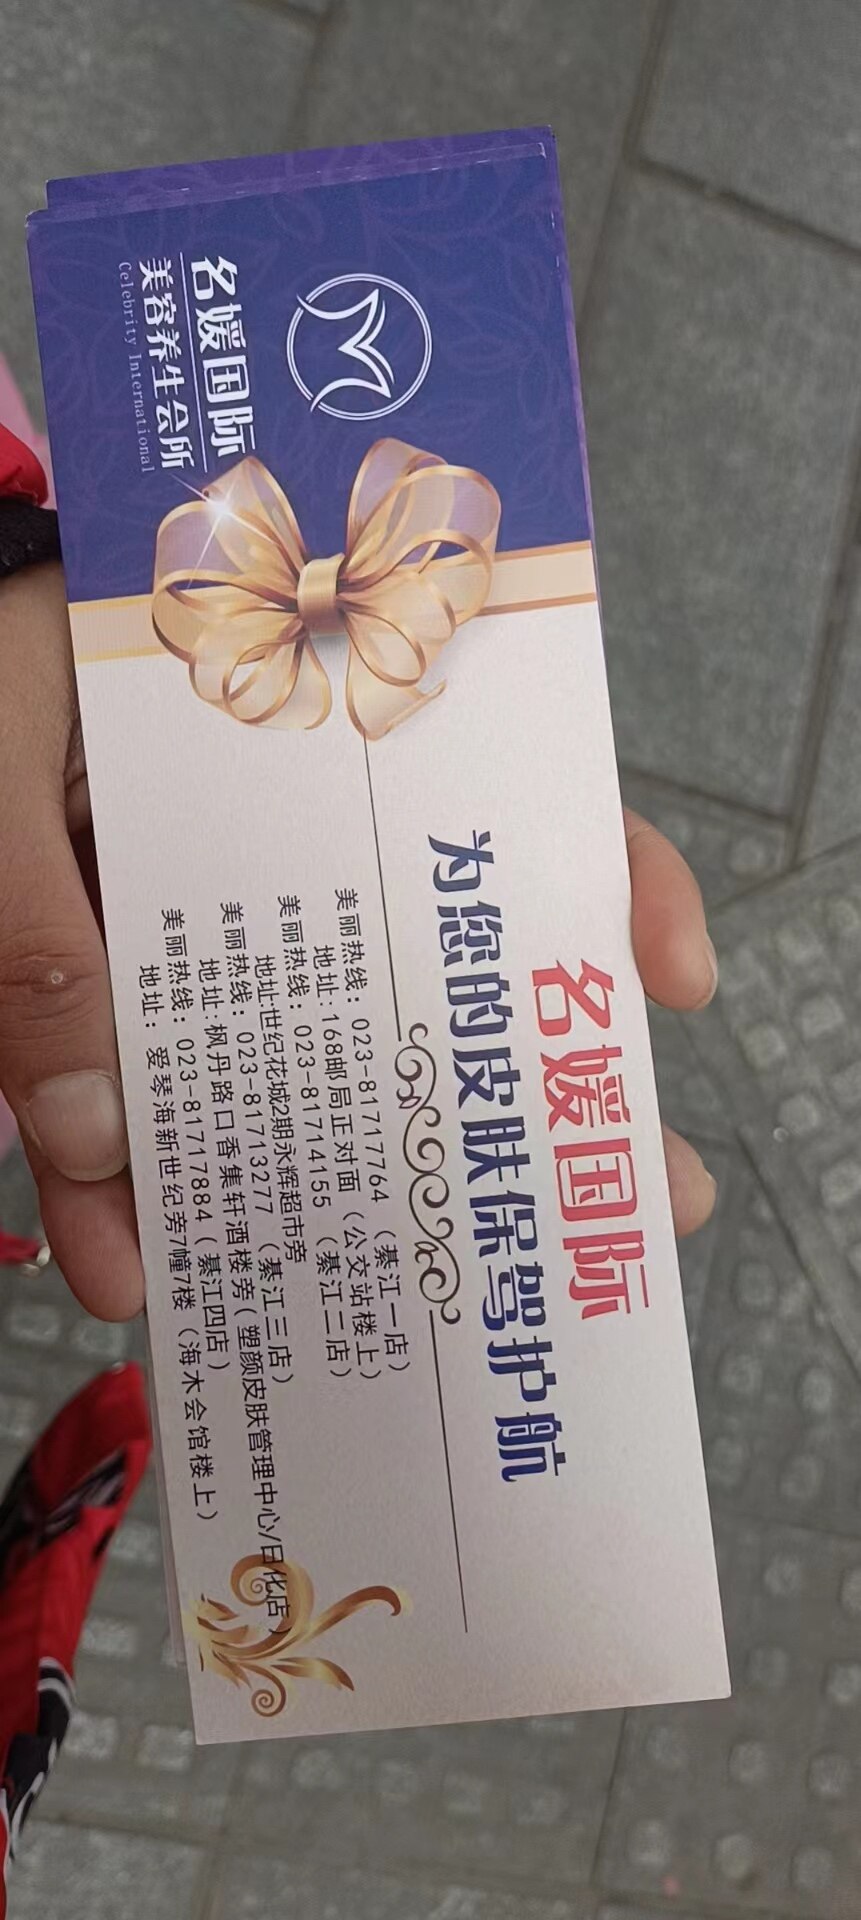 名媛国际
美容养生会所
Celebrity International
名媛国际
为您的皮肤保驾护航
美丽热线：023-81717764（綦江一店）
地址：168邮局正对面（公交站楼上）
美丽热线：023-81714155（綦江二店）
地址:世纪花城2期永辉超市旁
美丽热线：023-81713277（綦江三店）
地址:枫丹路口香集轩酒楼旁(塑颜皮肤管理中心/日化店)
美丽热线：023-81717884（綦江四店）
地址：爱琴海新世纪旁7幢7楼（海术会馆楼上）